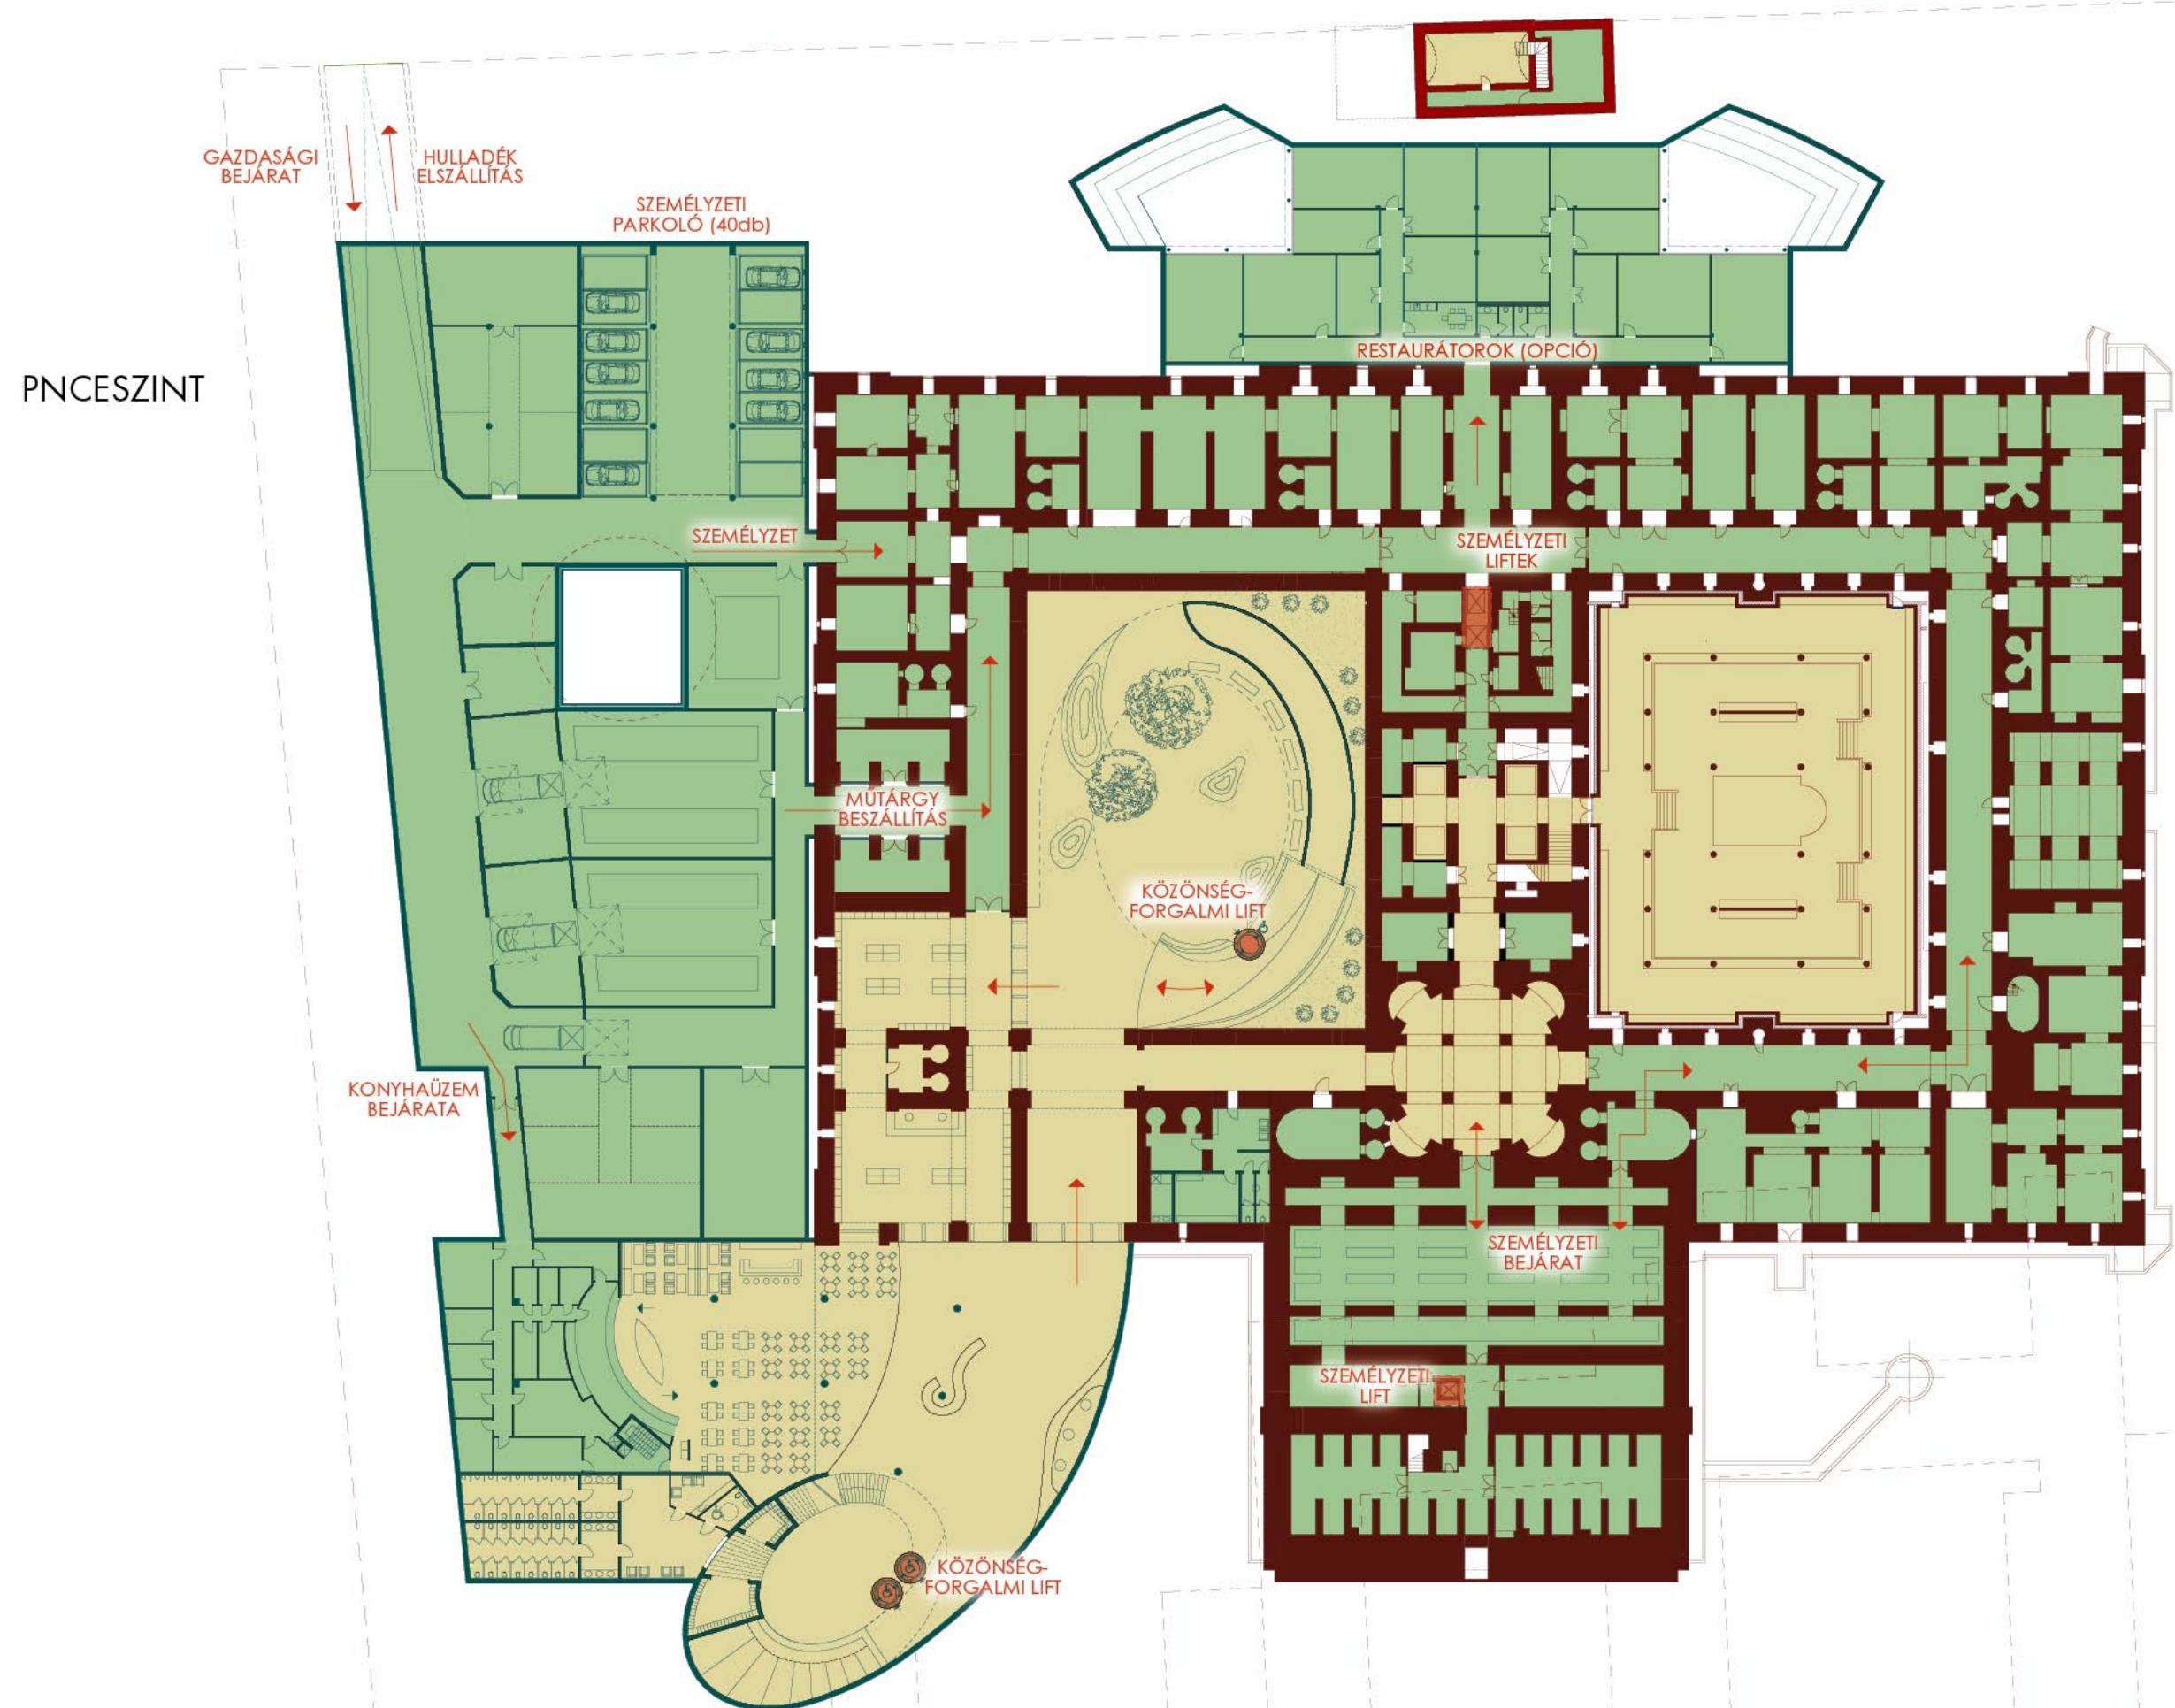 GAZDASÁGI
BEJÁRAT
HULLADÉK
ELSZÁLLÍTÁS
SZEMÉLYZETI
PARKOLÓ (40db)
RESTAURÁTOROK (OPCIÓ)
PNCESZINT
SZEMÉLYZET
SZEMÉLYZETI
LIFTEK
MŰTÁRGY
BESZÁLLÍTÁS
KÖZÖNSÉG-
FORGALMI LIFT
KONYHAÜZEM
BEJÁRATA
SZEMÉLYZETI
BEJÁRAT
SZEMÉLYZETI
LIFT
KÖZÖNSÉG-
FORGALMI LIFT